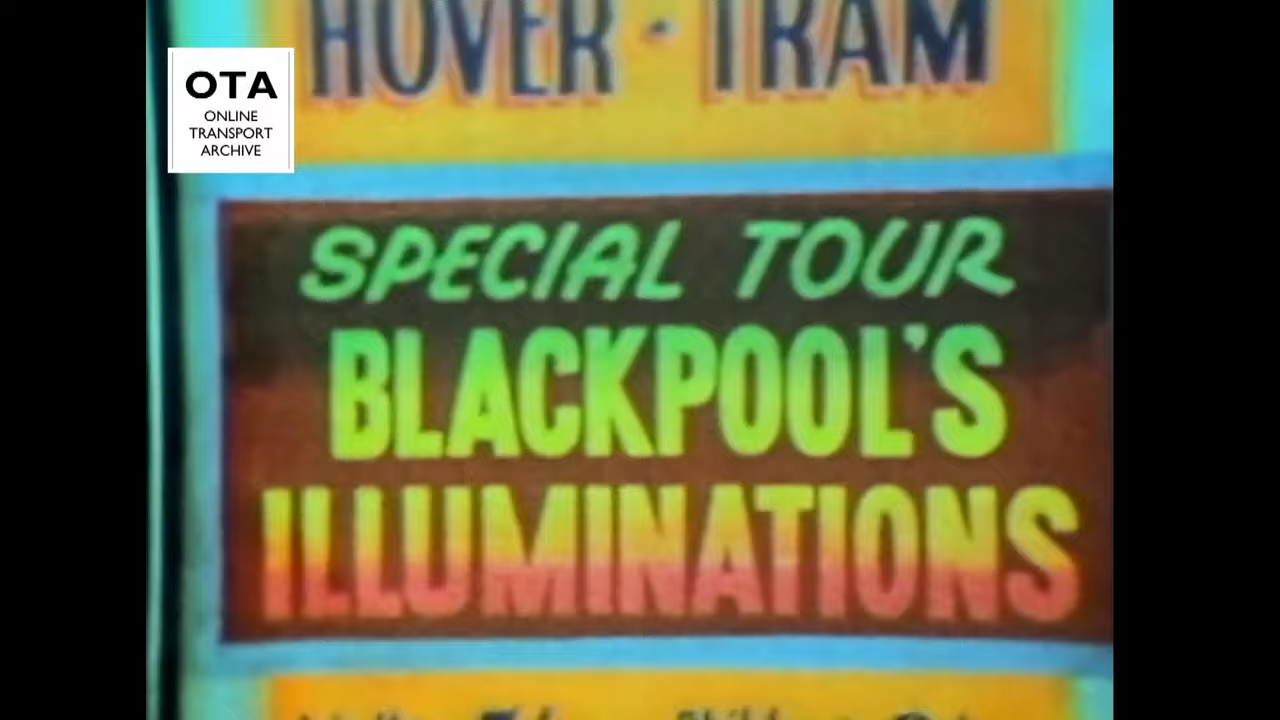 HOVER · TRAM
OTA
ONLINE
TRANSPORT
ARCHIVE
SPECIAL TOUR
BLACKPOOL'S
ILLUMINATIONS